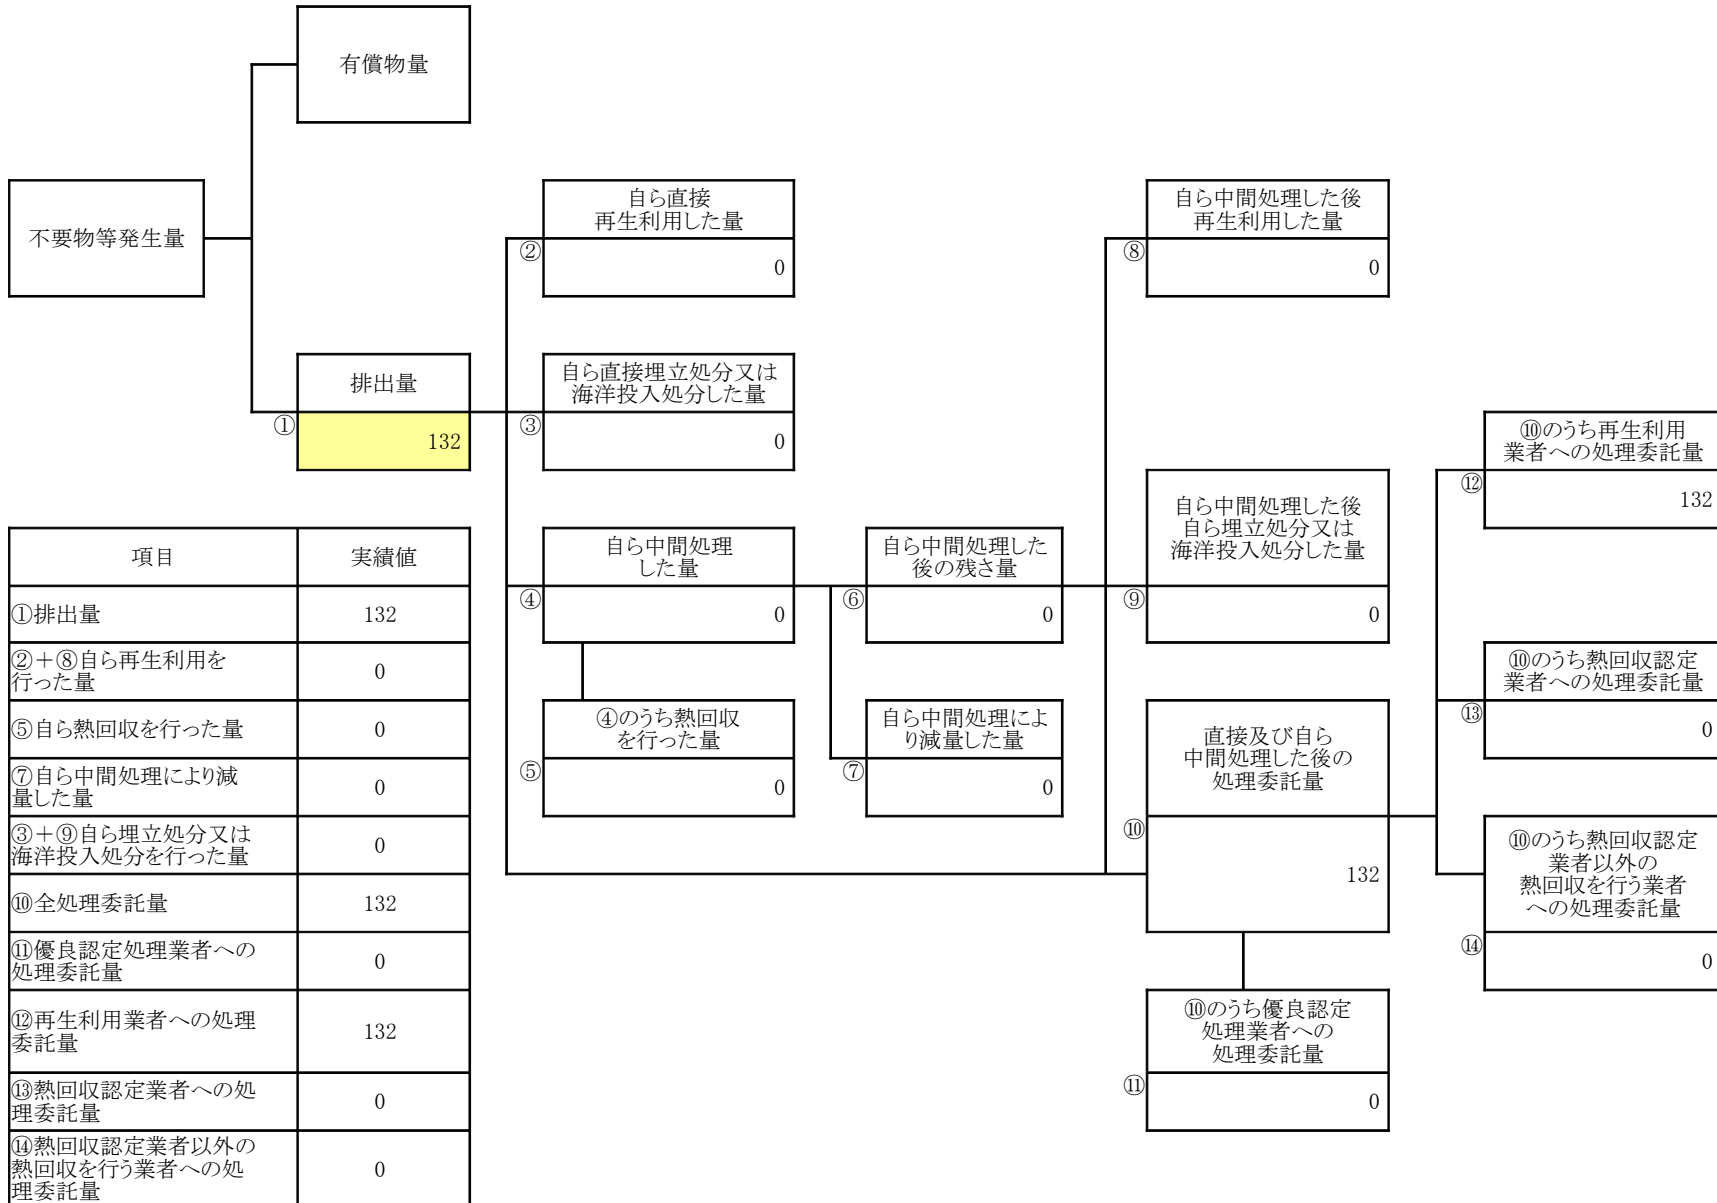 有償物量
不要物等発生量
自ら直接
再生利用した量
②
0
自ら中間処理した後
再生利用した量
⑧
0
排出量
①
132
自ら直接埋立処分又は
海洋投入処分した量
③
0
⑩のうち再生利用
業者への処理委託量
⑫
132
自ら中間処理
した量
④
0
自ら中間処理した
後の残さ量
⑥
0
自ら中間処理した後
自ら埋立処分又は
海洋投入処分した量
⑨
0
⑩のうち熱回収認定
業者への処理委託量
⑬
0
④のうち熱回収
を行った量
⑤
0
自ら中間処理によ
り減量した量
⑦
0
直接及び自ら
中間処理した後の
処理委託量
⑩
132
⑩のうち熱回収認定
業者以外の
熱回収を行う業者
への処理委託量
⑭
0
⑩のうち優良認定
処理業者への
処理委託量
⑪
0
項目 実績値
①排出量 132
②＋⑧自ら再生利用を
行った量 0
⑤自ら熱回収を行った量 0
⑦自ら中間処理により減
量した量 0
③＋⑨自ら埋立処分又は
海洋投入処分を行った量 0
⑩全処理委託量 132
⑪優良認定処理業者への
処理委託量 0
⑫再生利用業者への処理
委託量 132
⑬熱回収認定業者への処
理委託量 0
⑭熱回収認定業者以外の
熱回収を行う業者への処
理委託量 0